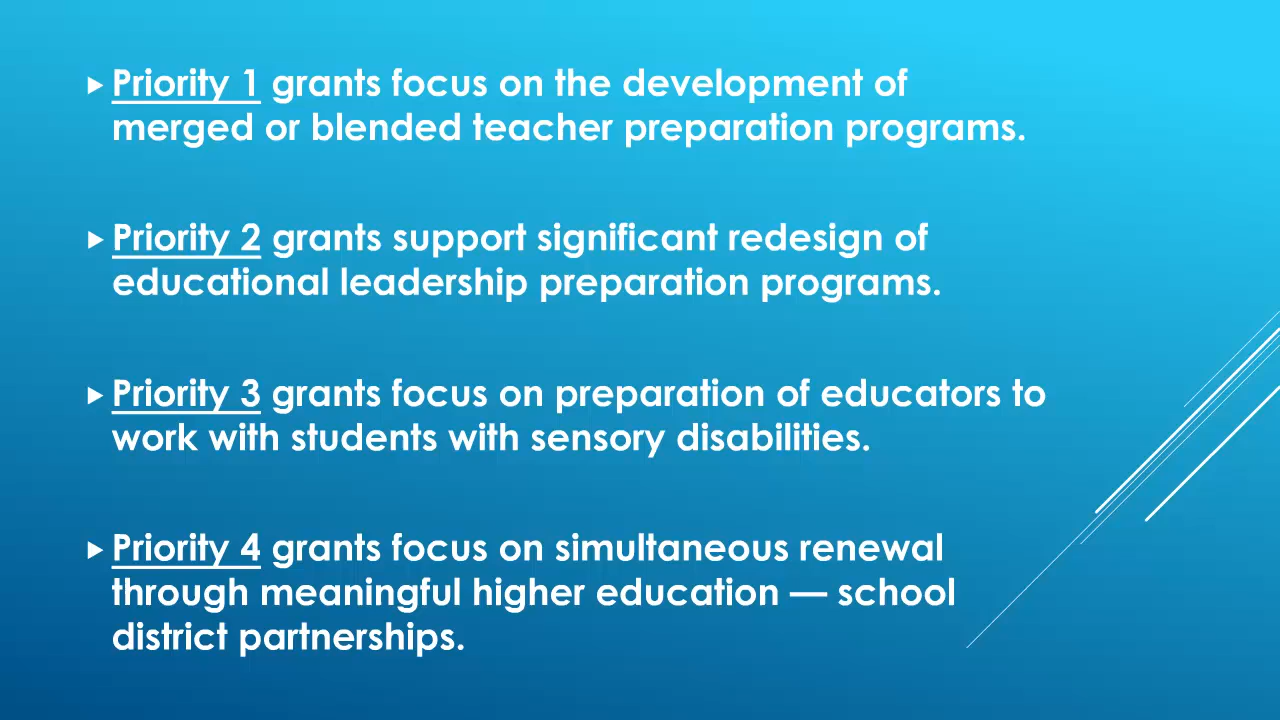 Priority 1 grants focus on the development of
merged or blended teacher preparation programs.
Priority 2 grants support significant redesign of
educational leadership preparation programs.
Priority 3 grants focus on preparation of educators to
work with students with sensory disabilities.
Priority 4 grants focus on simultaneous renewal
through meaningful higher education — school
district partnerships.